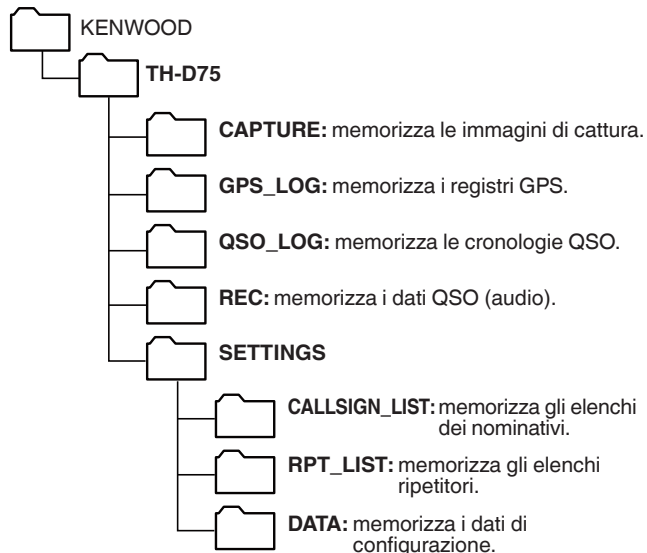 KENWOOD
TH-D75
CAPTURE: memorizza le immagini di cattura.
GPS_LOG: memorizza i registri GPS.
QSO_LOG: memorizza le cronologie QSO.
REC: memorizza i dati QSO (audio).
SETTINGS
CALLSIGN_LIST: memorizza gli elenchi
dei nominativi.
RPT_LIST: memorizza gli elenchi
ripetitori.
DATA: memorizza i dati di
configurazione.